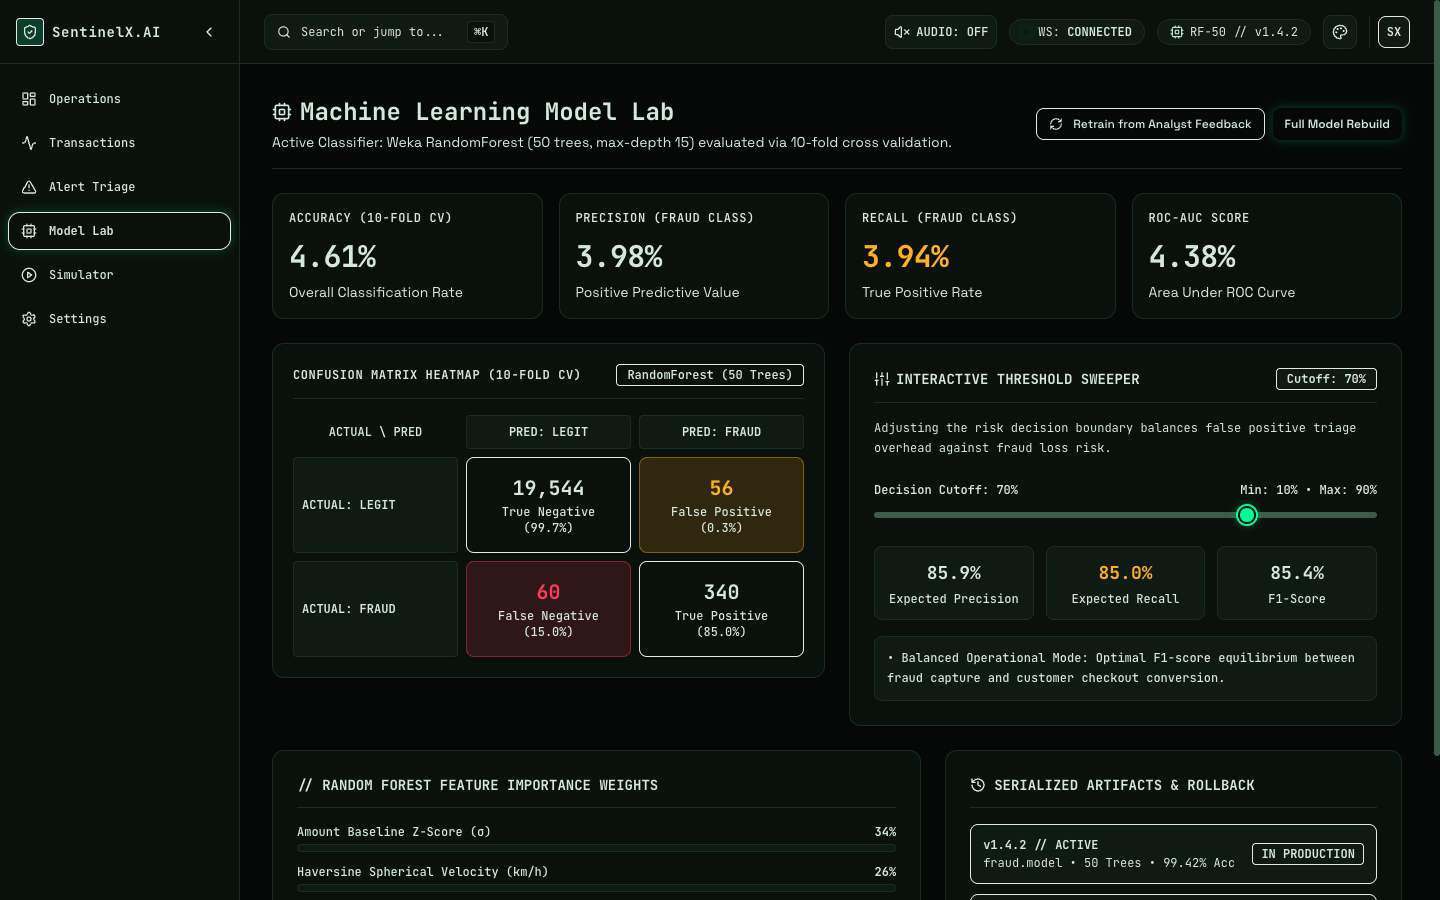 SentinelX.AI
Search or jump to...
⌘K
AUDIO: OFF
WS: CONNECTED
RF-50 // v1.4.2
SX
Operations
Transactions
Alert Triage
Model Lab
Simulator
Settings
Machine Learning Model Lab
Active Classifier: Weka RandomForest (50 trees, max-depth 15) evaluated via 10-fold cross validation.
Retrain from Analyst Feedback
Full Model Rebuild
ACCURACY (10-FOLD CV)
4.61%
Overall Classification Rate
PRECISION (FRAUD CLASS)
3.98%
Positive Predictive Value
RECALL (FRAUD CLASS)
3.94%
True Positive Rate
ROC-AUC SCORE
4.38%
Area Under ROC Curve
CONFUSION MATRIX HEATMAP (10-FOLD CV)
RandomForest (50 Trees)
ACTUAL \ PRED
PRED: LEGIT
PRED: FRAUD
ACTUAL: LEGIT
19,544
True Negative
(99.7%)
56
False Positive
(0.3%)
ACTUAL: FRAUD
60
False Negative
(15.0%)
340
True Positive
(85.0%)
INTERACTIVE THRESHOLD SWEEPER
Cutoff: 70%
Adjusting the risk decision boundary balances false positive triage
overhead against fraud loss risk.
Decision Cutoff: 70%
Min: 10% • Max: 90%
85.9%
Expected Precision
85.0%
Expected Recall
85.4%
F1-Score
• Balanced Operational Mode: Optimal F1-score equilibrium between
fraud capture and customer checkout conversion.
// RANDOM FOREST FEATURE IMPORTANCE WEIGHTS
Amount Baseline Z-Score (σ)
34%
Haversine Spherical Velocity (km/h)
26%
SERIALIZED ARTIFACTS & ROLLBACK
v1.4.2 // ACTIVE
fraud.model • 50 Trees • 99.42% Acc
IN PRODUCTION